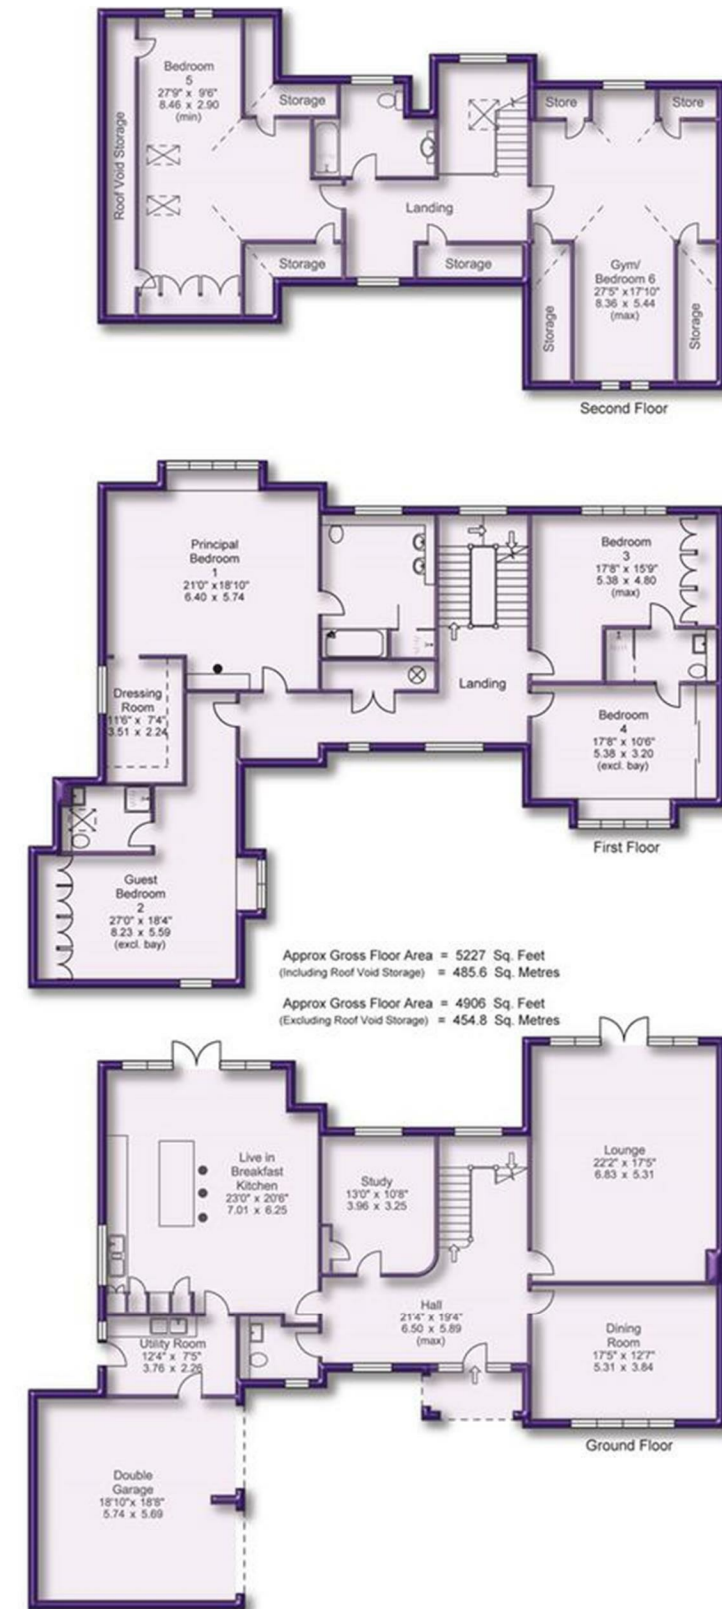 Bedroom
5
27'9" x 9'6"
8.46 x 2.90
(min)
Storage
Store
Store
Roof Void Storage
Landing
Storage
Storage
Gym/
Bedroom 6
27'5" x 17'10"
8.36 x 5.44
(max)
Storage
Storage
Second Floor
Principal
Bedroom
1
21'0" x 18'10"
6.40 x 5.74
Bedroom
3
17'8" x 15'9"
5.38 x 4.80
(max)
Landing
Dressing
Room
11'6" x 7'4"
3.51 x 2.24
Bedroom
4
17'8" x 10'6"
5.38 x 3.20
(excl. bay)
First Floor
Guest
Bedroom
2
27'0" x 18'4"
8.23 x 5.59
(excl. bay)
Approx Gross Floor Area = 5227 Sq. Feet
(Including Roof Void Storage) = 485.6 Sq. Metres
Approx Gross Floor Area = 4906 Sq. Feet
(Excluding Roof Void Storage) = 454.8 Sq. Metres
Live in
Breakfast
Kitchen
23'0" x 20'6"
7.01 x 6.25
Study
13'0" x 10'8"
3.96 x 3.25
Lounge
22'2" x 17'5"
6.83 x 5.31
Hall
21'4" x 19'4"
6.50 x 5.89
(max)
Utility Room
12'4" x 7'5"
3.76 x 2.26
Dining
Room
17'5" x 12'7"
5.31 x 3.84
Ground Floor
Double
Garage
18'10"x 18'8"
5.74 x 5.69